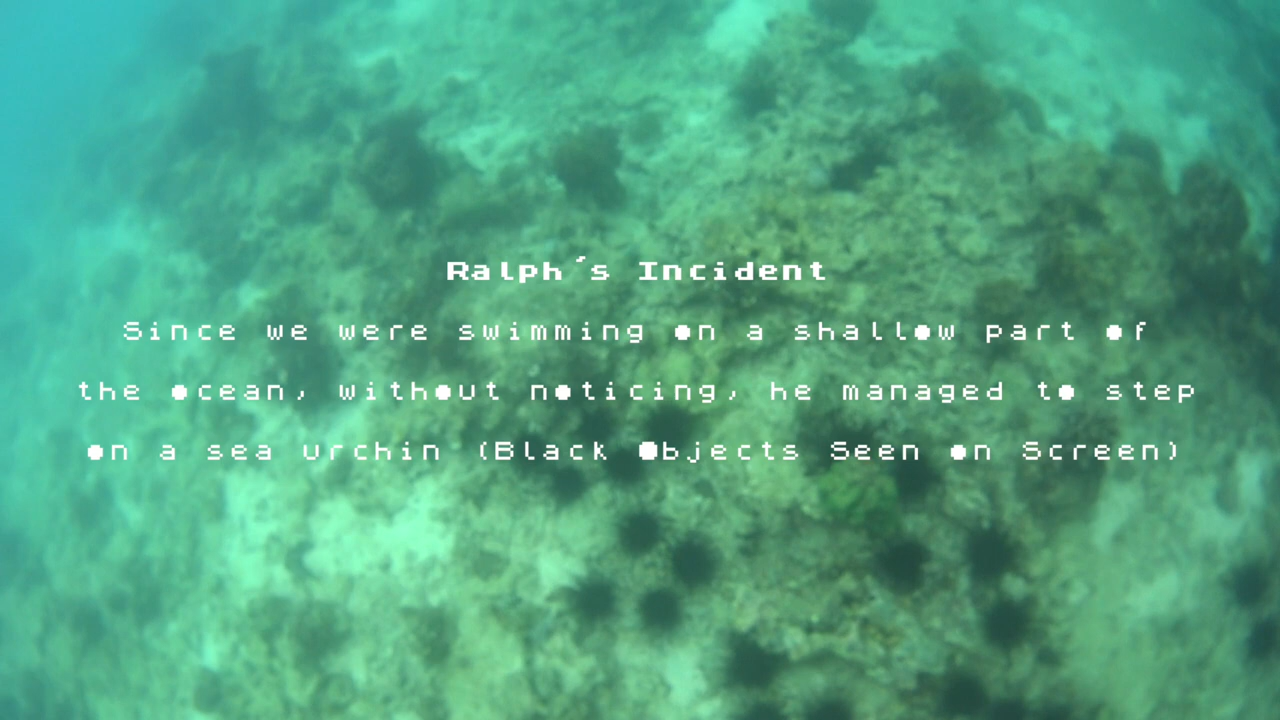 Ralph's Incident
Since we were swimming on a shallow part of
the ocean, without noticing, he managed to step
on a sea urchin (Black Objects Seen on Screen)